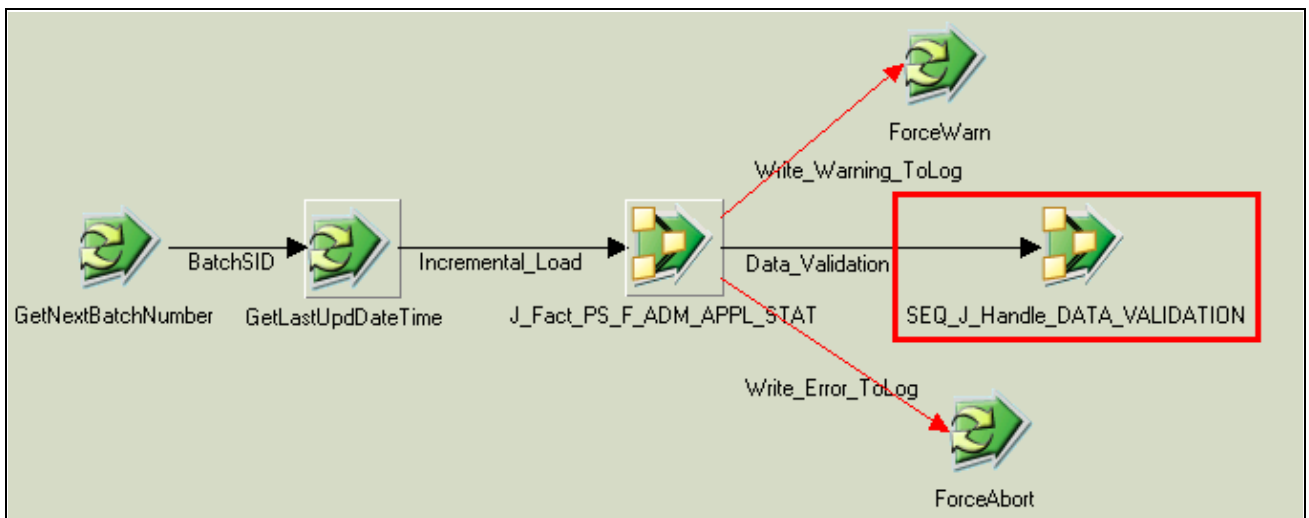 ForceWarn
Write_Warning_ToLog
BatchSID
Incremental_Load
Data_Validation
GetNextBatchNumber
GetLastUpdDateTime
J_Fact_PS_F_ADM_APPL_STAT
SEQ_J_Handle_DATA_VALIDATION
Write_Error_ToLog
ForceAbort